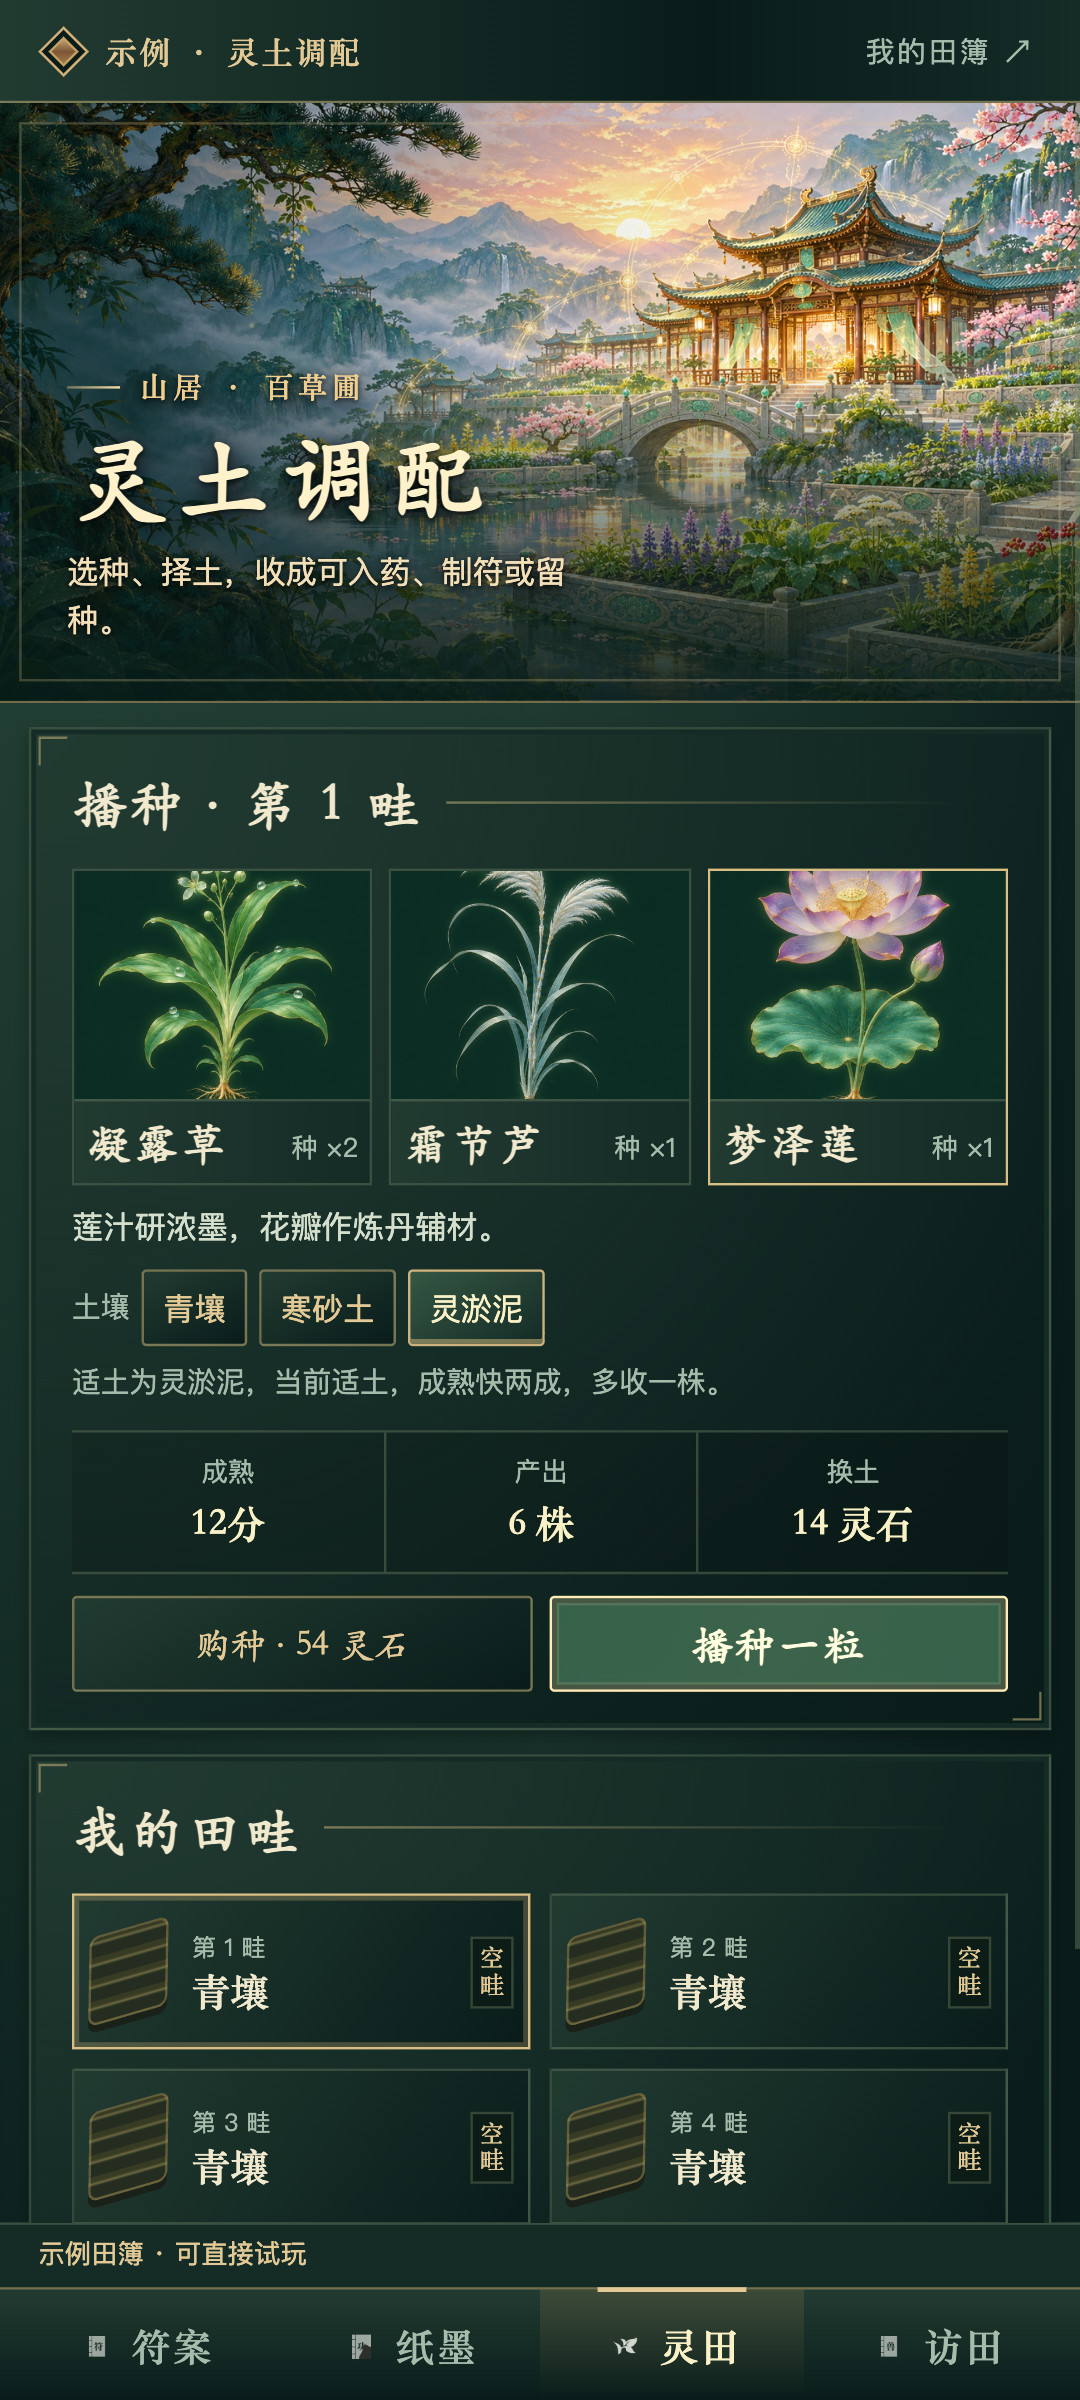 示例 · 灵土调配
我的田簿 ↗
山居 · 百草圃
灵土调配
选种、择土，收成可入药、制符或留
种。
播种 · 第 1 畦
凝露草 种 ×2
霜节芦 种 ×1
梦泽莲 种 ×1
莲汁研浓墨，花瓣作炼丹辅材。
土壤 青壤 寒砂土 灵淤泥
适土为灵淤泥，当前适土，成熟快两成，多收一株。
成熟 产出 换土
12分 6 株 14 灵石
购种 · 54 灵石
播种一粒
我的田畦
第 1 畦
青壤
空畦
第 2 畦
青壤
空畦
第 3 畦
青壤
空畦
第 4 畦
青壤
空畦
示例田簿 · 可直接试玩
符案 纸墨 灵田 访田